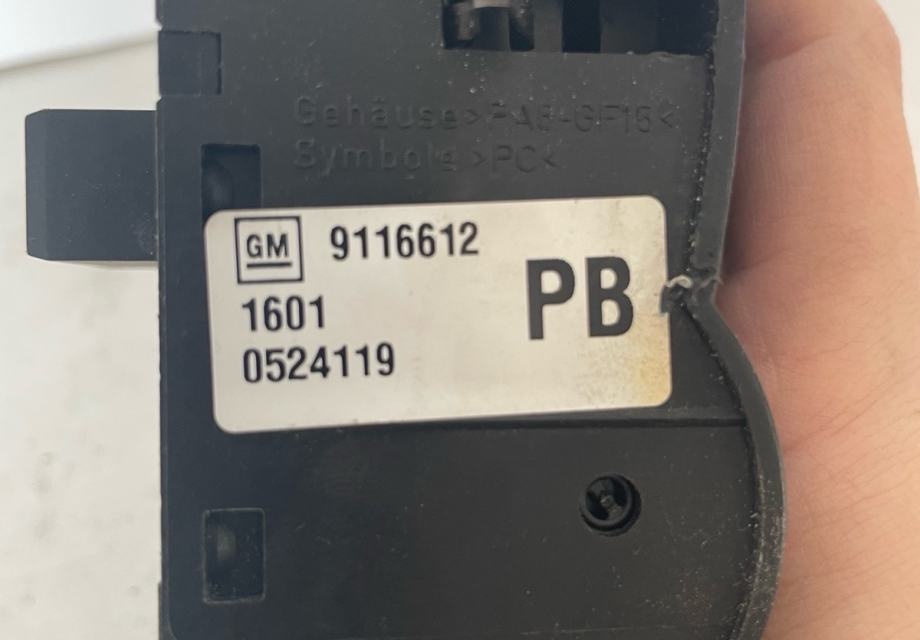 Gehäuse >PA6-GF15<
Symbole >PC<
GM 9116612
1601
0524119
PB